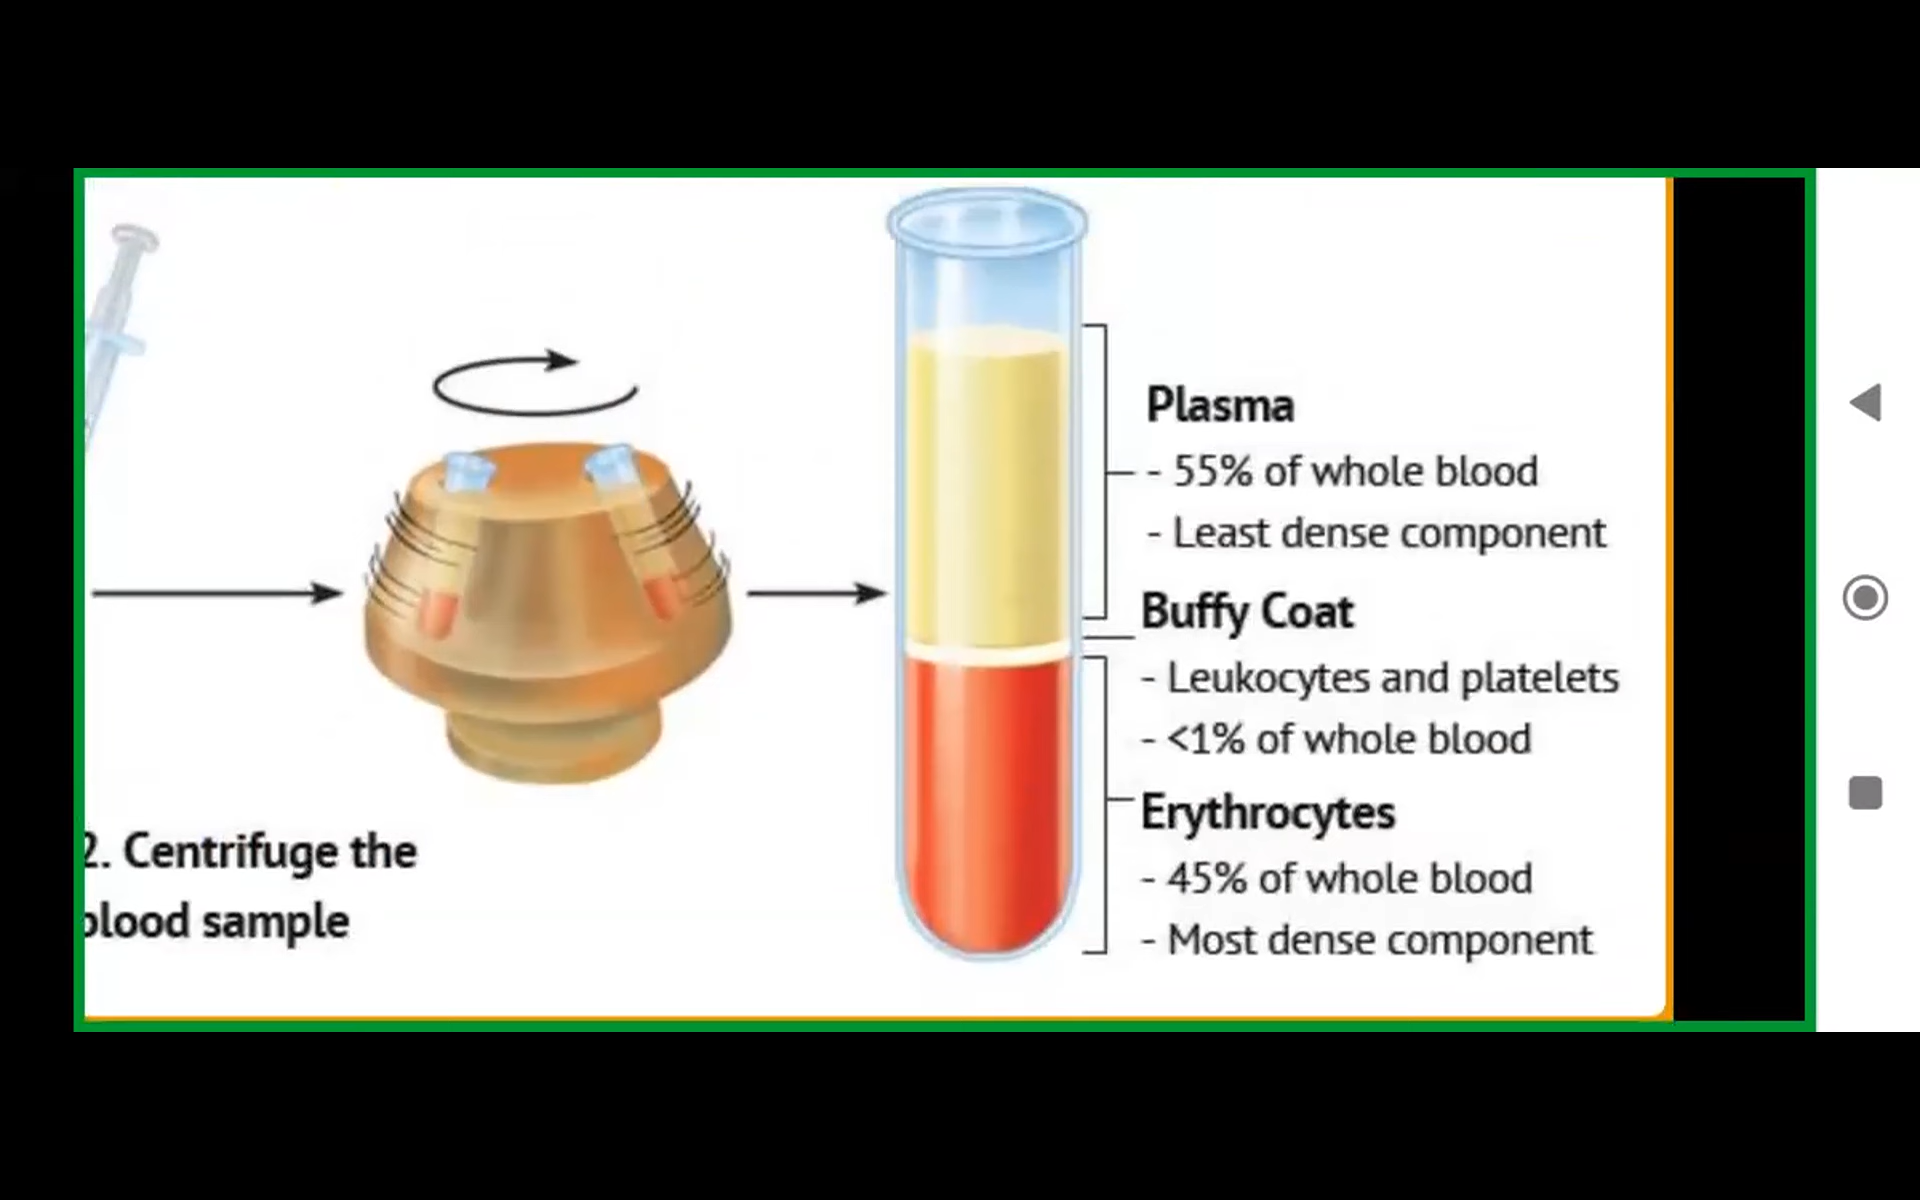 Plasma
- 55% of whole blood
- Least dense component
Buffy Coat
- Leukocytes and platelets
- <1% of whole blood
Erythrocytes
- 45% of whole blood
- Most dense component
2. Centrifuge the
blood sample